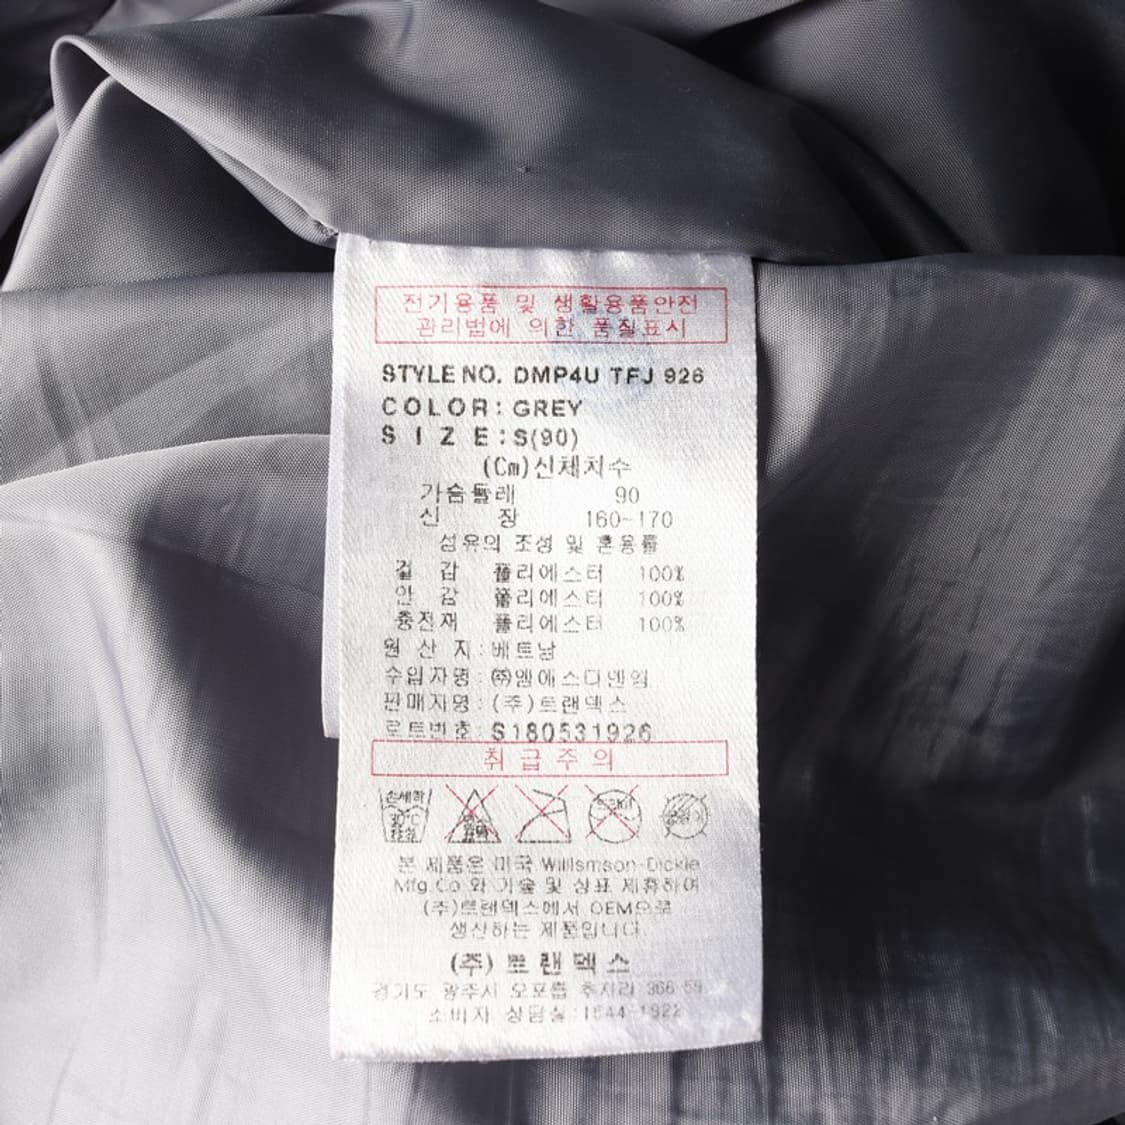 전기용품 및 생활용품안전
관리법에 의한 품질표시
STYLE NO. DMP4U TFJ 926
COLOR: GREY
SIZE: S(90)
(Cm)신체치수
가슴둘레 90
신 장 160~170
섬유의 조성 및 혼용률
겉 감 폴리에스터 100%
안 감 폴리에스터 100%
충전재 폴리에스터 100%
원 산 지: 베트남
수입자명: ㈜엠에스디앤엠
판매자명: (주)트랜덱스
로트번호: S180531926
취급주의
손세탁
30°C
중성
본 제품은 미국 Willismson-Dickie
Mfg.Co 와 기술 및 상표 제휴하여
(주)트랜덱스에서 OEM으로
생산하는 제품입니다.
(주) 트랜덱스
경기도 광주시 오포읍 추자리 366-59
소비자 상담실: 1644-1922